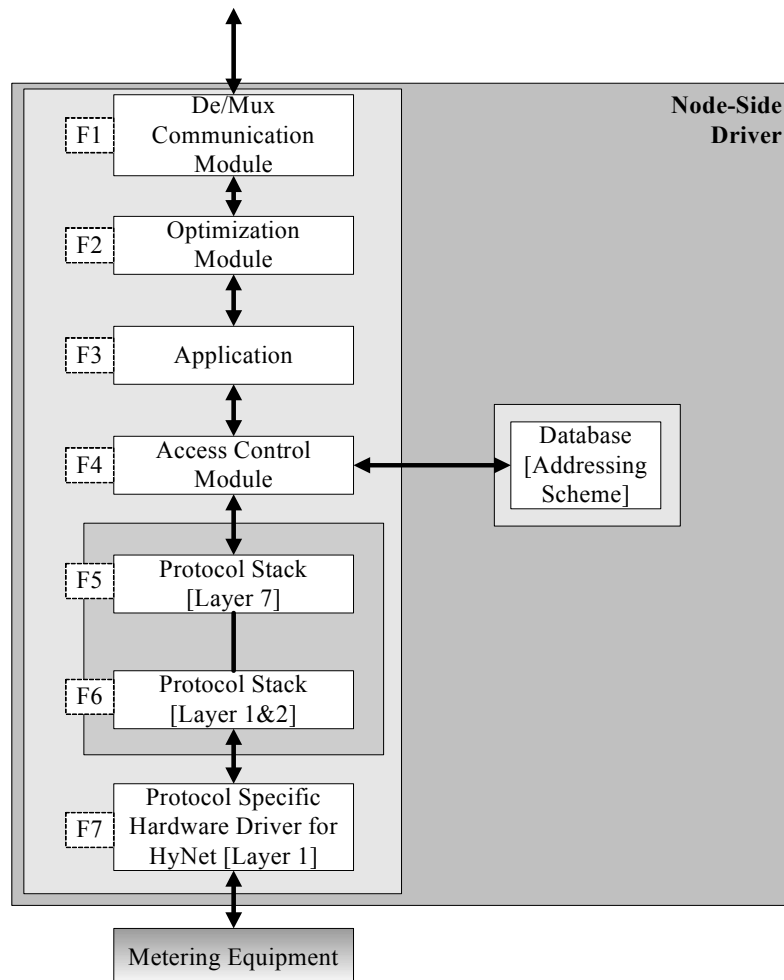 Node-Side
Driver
F1
De/Mux
Communication
Module
F2
Optimization
Module
F3
Application
F4
Access Control
Module
Database
[Addressing
Scheme]
F5
Protocol Stack
[Layer 7]
F6
Protocol Stack
[Layer 1&2]
F7
Protocol Specific
Hardware Driver for
HyNet [Layer 1]
Metering Equipment